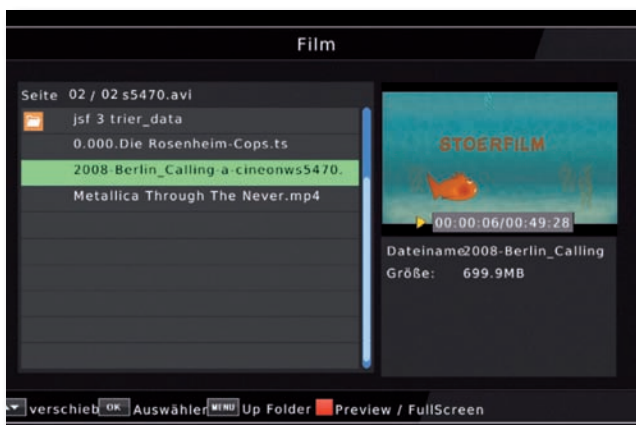 Film
Seite 02 / 02 s5470.avi
jsf 3 trier_data
0.000.Die Rosenheim-Cops.ts
2008-Berlin_Calling-a-cineonws5470.
Metallica Through The Never.mp4
STOERFILM
00:00:06/00:49:28
Dateiname2008-Berlin_Calling
Größe: 699.9MB
verschieb OK Auswähler MENU Up Folder Preview / FullScreen